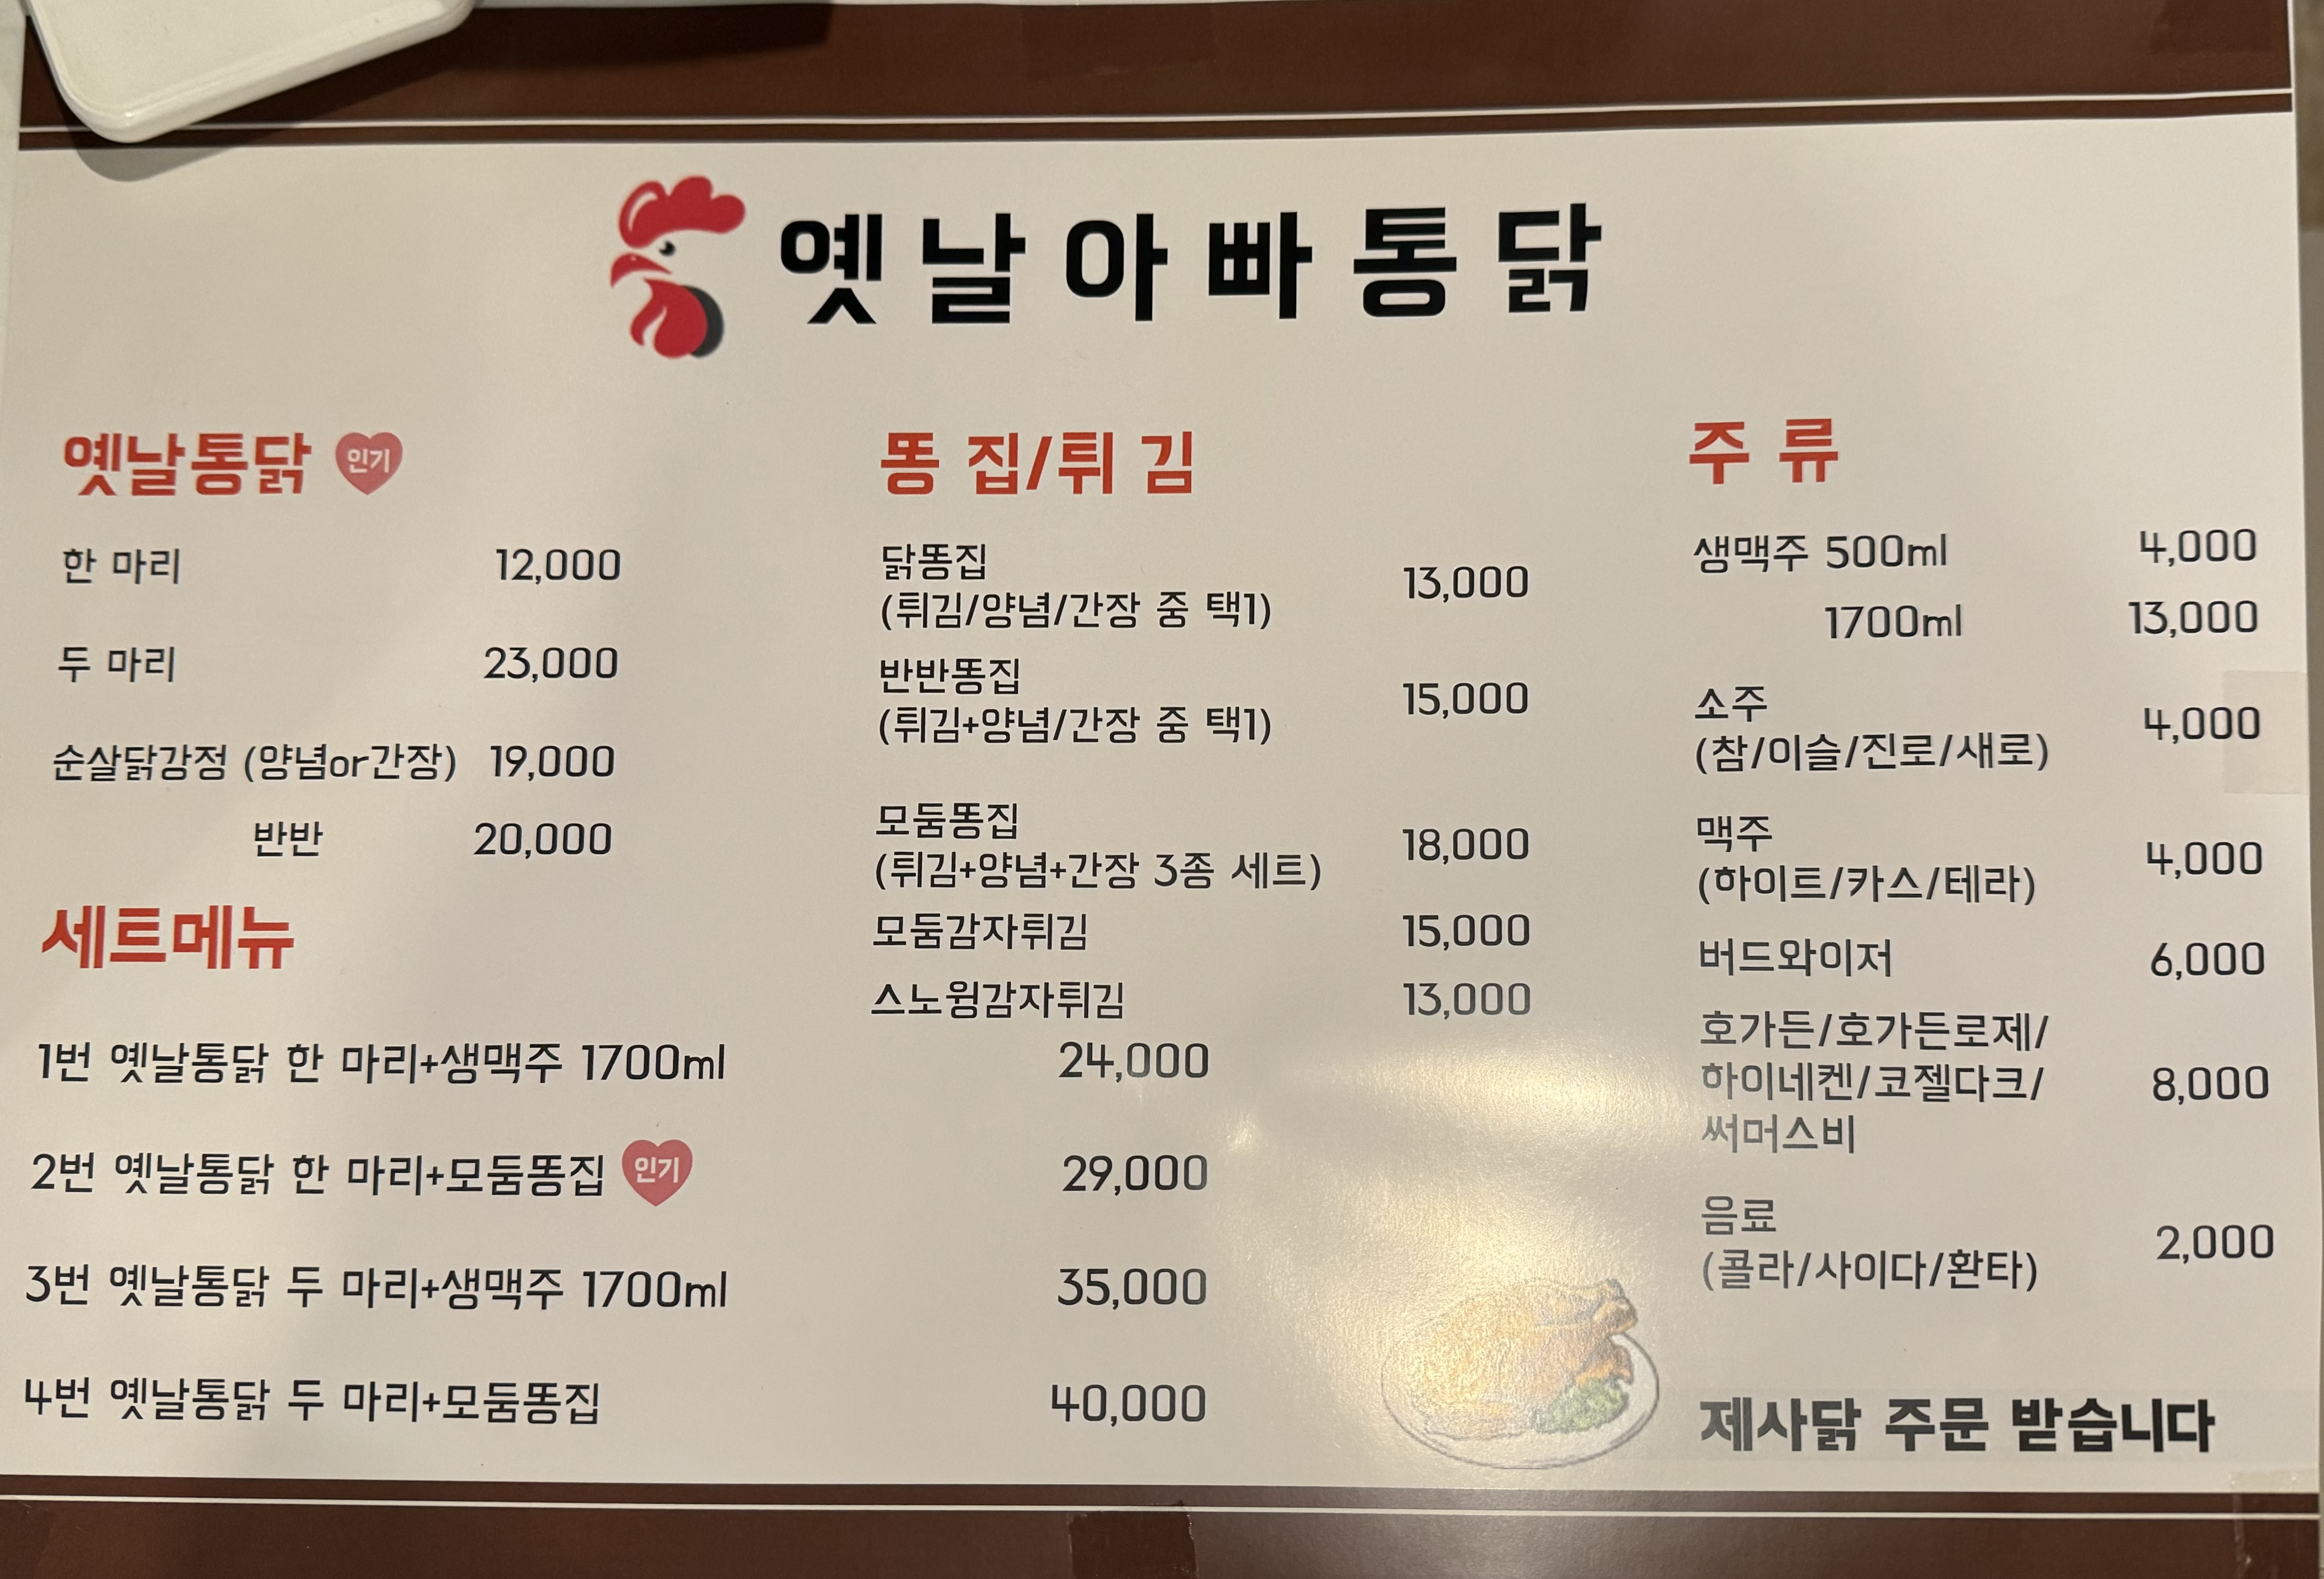 옛날아빠통닭
옛날통닭 인기
한 마리 12,000
두 마리 23,000
순살닭강정 (양념or간장) 19,000
반반 20,000
똥 집/튀 김
닭똥집
(튀김/양념/간장 중 택1) 13,000
반반똥집
(튀김+양념/간장 중 택1) 15,000
모둠똥집
(튀김+양념+간장 3종 세트) 18,000
모둠감자튀김 15,000
스노윙감자튀김 13,000
세트메뉴
1번 옛날통닭 한 마리+생맥주 1700ml 24,000
2번 옛날통닭 한 마리+모둠똥집 인기 29,000
3번 옛날통닭 두 마리+생맥주 1700ml 35,000
4번 옛날통닭 두 마리+모둠똥집 40,000
주 류
생맥주 500ml 4,000
1700ml 13,000
소주
(참/이슬/진로/새로) 4,000
맥주
(하이트/카스/테라) 4,000
버드와이저 6,000
호가든/호가든로제/
하이네켄/코젤다크/ 8,000
써머스비
음료
(콜라/사이다/환타) 2,000
제사닭 주문 받습니다